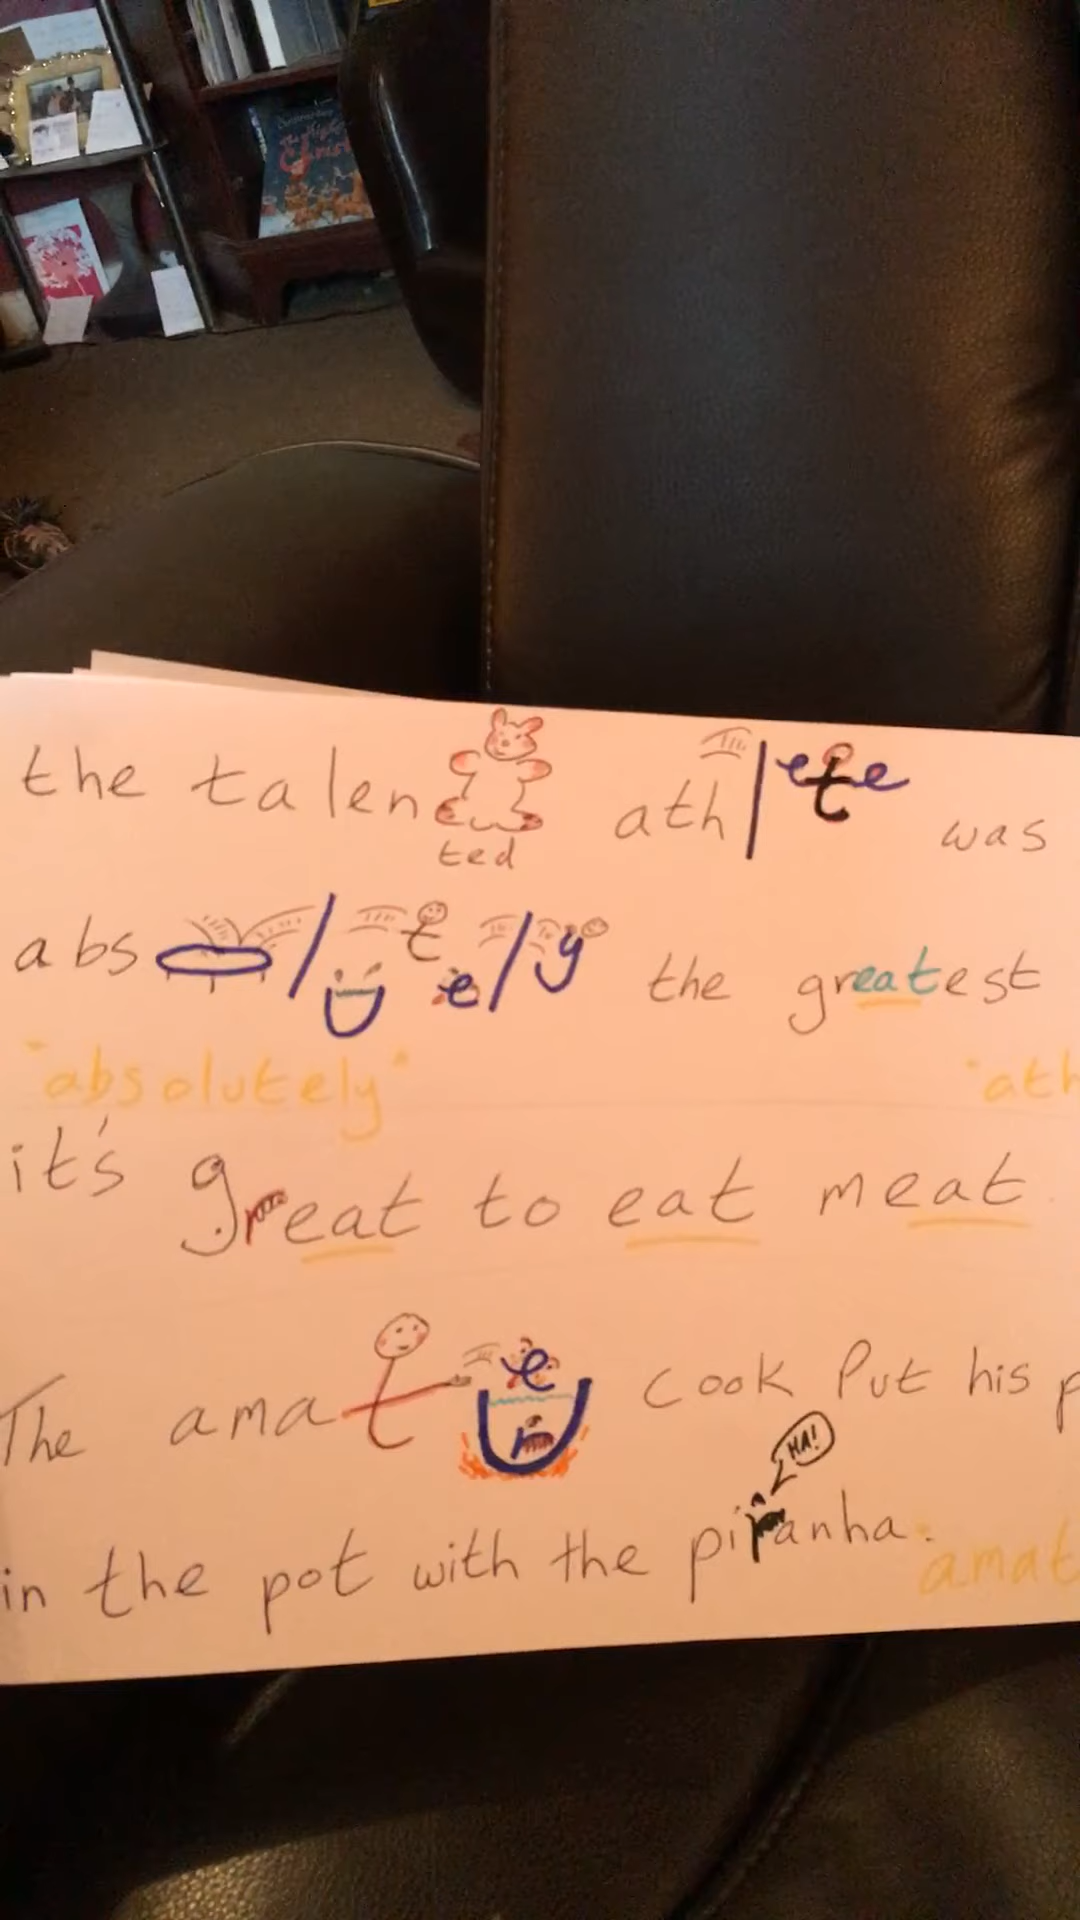 the talented athlete was
ted
absolutely the greatest
"absolutely" "ath
it's great to eat meat.
The amateur cook put his p
HA!
in the pot with the piranha.
amat